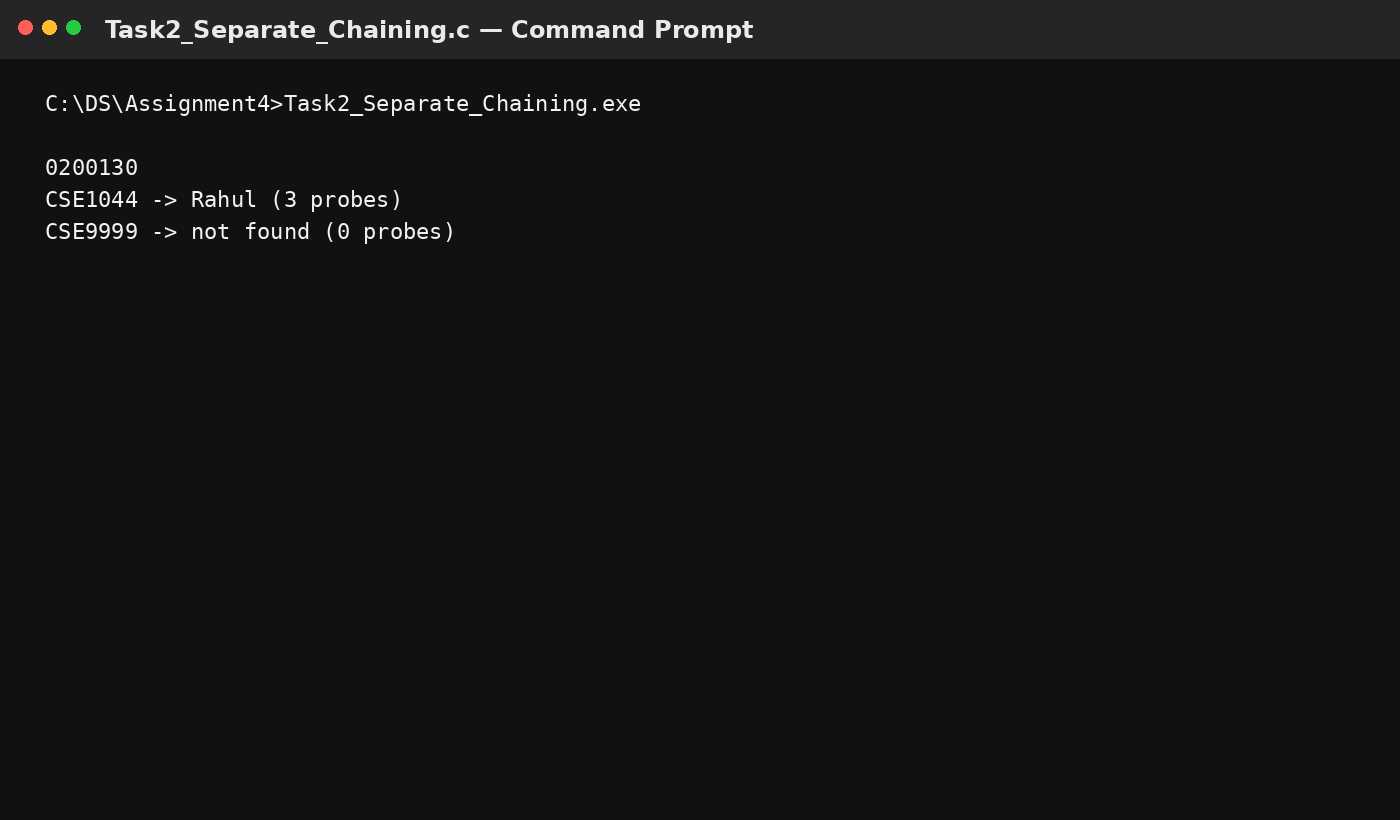 Task2_Separate_Chaining.c — Command Prompt
C:\DS\Assignment4>Task2_Separate_Chaining.exe
0200130
CSE1044 -> Rahul (3 probes)
CSE9999 -> not found (0 probes)